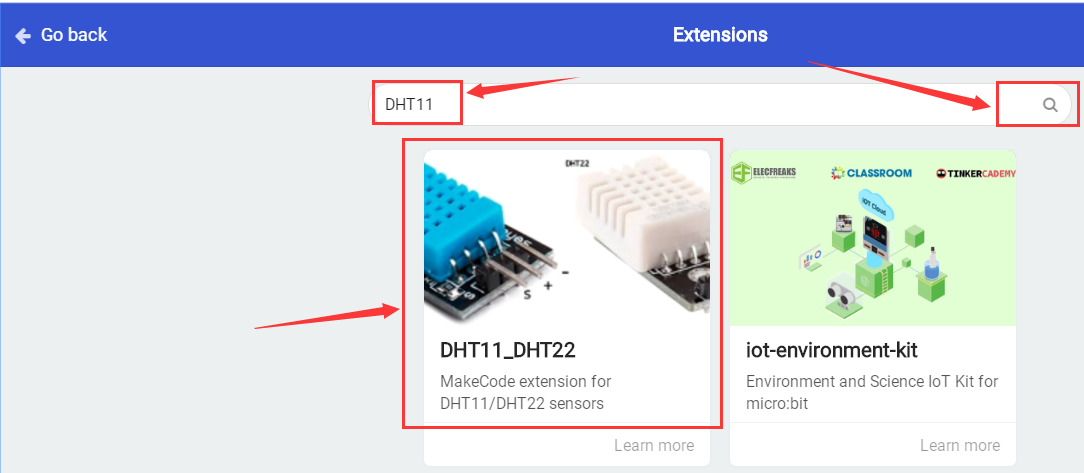 Go back
Extensions
DHT11
DHT22
S + -
ELECFREAKS
CLASSROOM
TINKERCADEMY
IOT Cloud
DHT11_DHT22
MakeCode extension for
DHT11/DHT22 sensors
Learn more
iot-environment-kit
Environment and Science IoT Kit for
micro:bit
Learn more